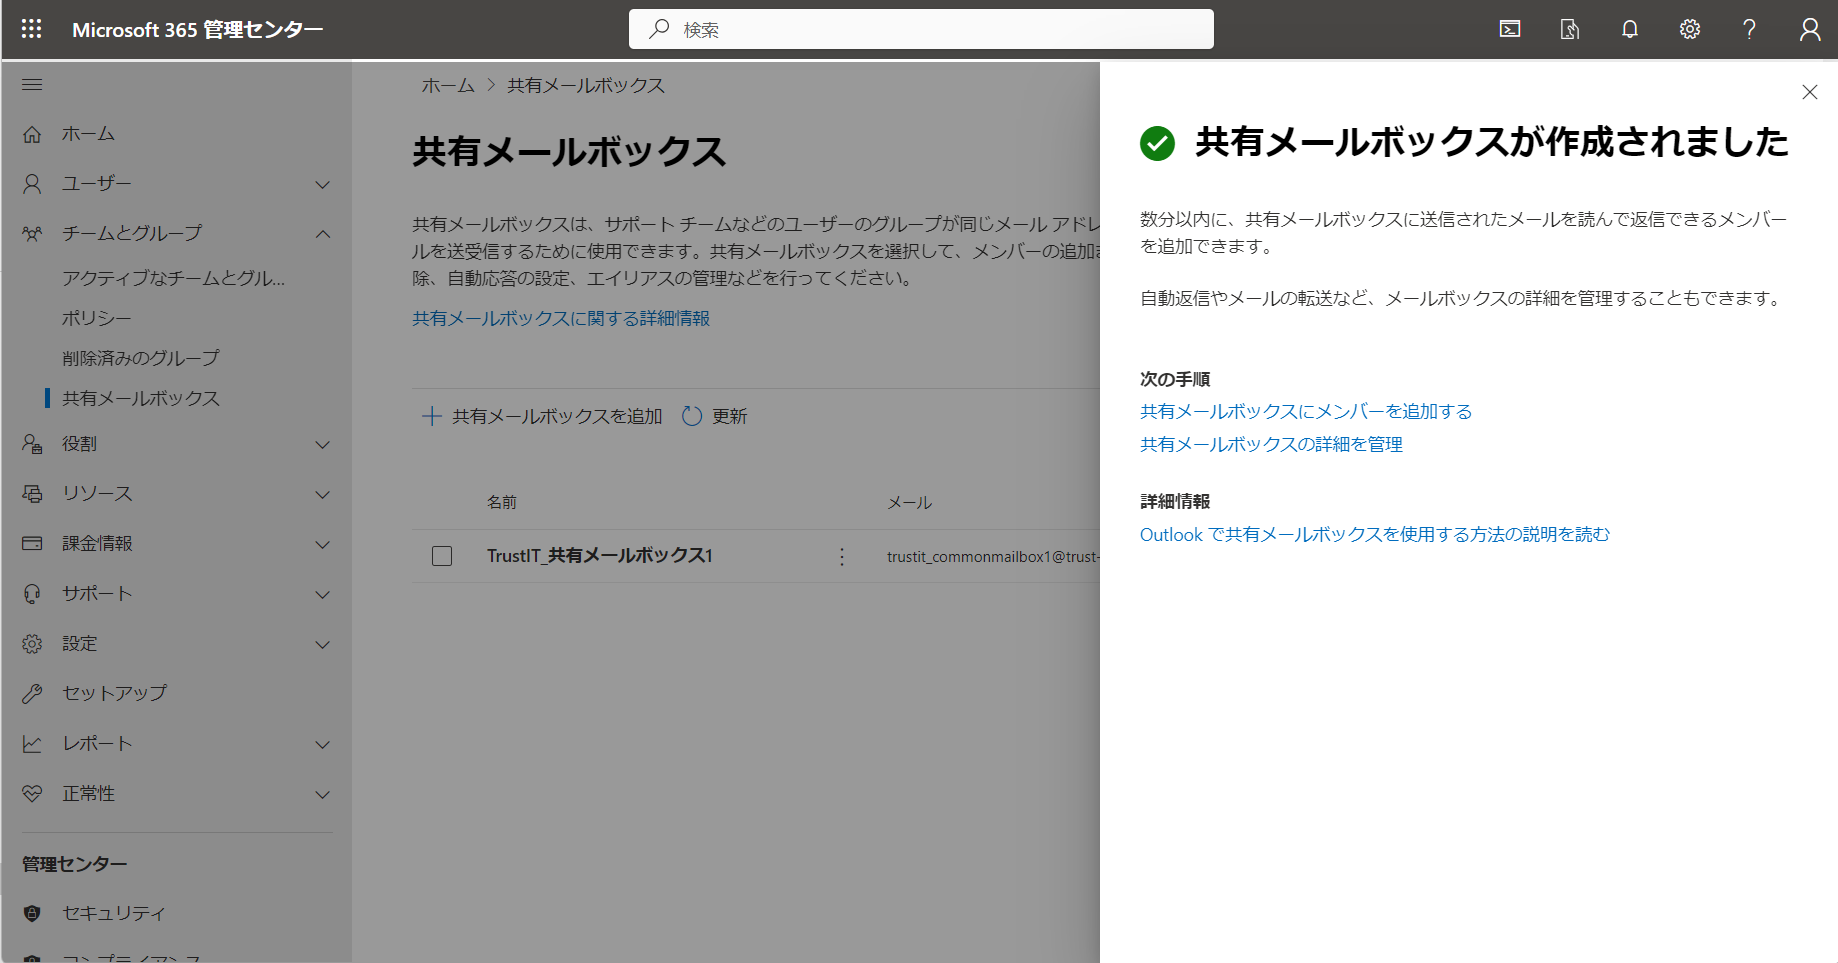 Microsoft 365 管理センター
検索
ホーム
ユーザー
チームとグループ
アクティブなチームとグル...
ポリシー
削除済みのグループ
共有メールボックス
役割
リソース
課金情報
サポート
設定
セットアップ
レポート
正常性
管理センター
セキュリティ
コンプライアンス
ホーム > 共有メールボックス
共有メールボックス
共有メールボックスは、サポート チームなどのユーザーのグループが同じメール アドレ
ルを送受信するために使用できます。共有メールボックスを選択して、メンバーの追加
除、自動応答の設定、エイリアスの管理などを行ってください。
共有メールボックスに関する詳細情報
共有メールボックスを追加 更新
名前 メール
TrustIT_共有メールボックス1 trustit_commonmailbox1@trust-
共有メールボックスが作成されました
数分以内に、共有メールボックスに送信されたメールを読んで返信できるメンバー
を追加できます。
自動返信やメールの転送など、メールボックスの詳細を管理することもできます。
次の手順
共有メールボックスにメンバーを追加する
共有メールボックスの詳細を管理
詳細情報
Outlook で共有メールボックスを使用する方法の説明を読む